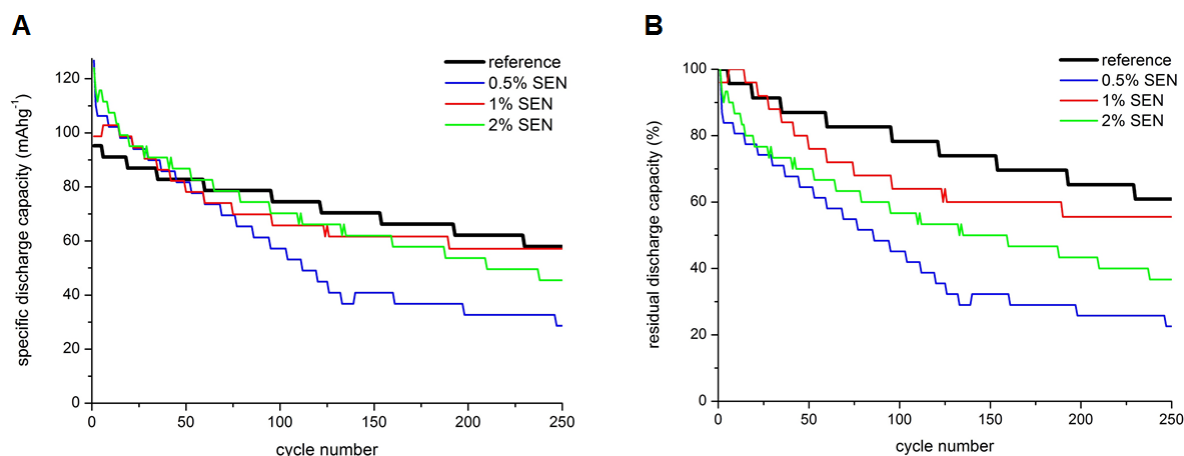 A
specific discharge capacity (mAhg⁻¹)
120
100
80
60
40
20
0
0 50 100 150 200 250
cycle number
reference
0.5% SEN
1% SEN
2% SEN
B
residual discharge capacity (%)
100
80
60
40
20
0
0 50 100 150 200 250
cycle number
reference
0.5% SEN
1% SEN
2% SEN